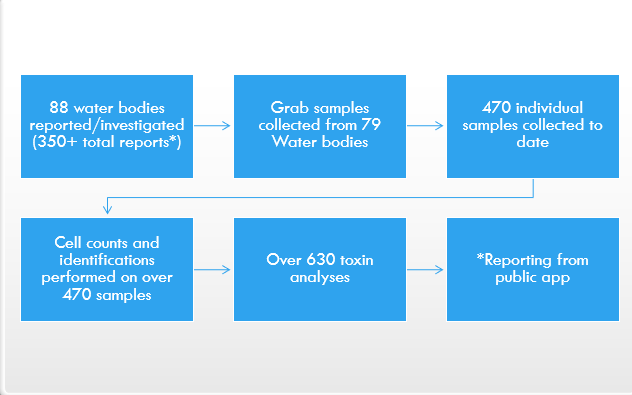 88 water bodies
reported/investigated
(350+ total reports*)
Grab samples
collected from 79
Water bodies
470 individual
samples collected to
date
Cell counts and
identifications
performed on over
470 samples
Over 630 toxin
analyses
*Reporting from
public app